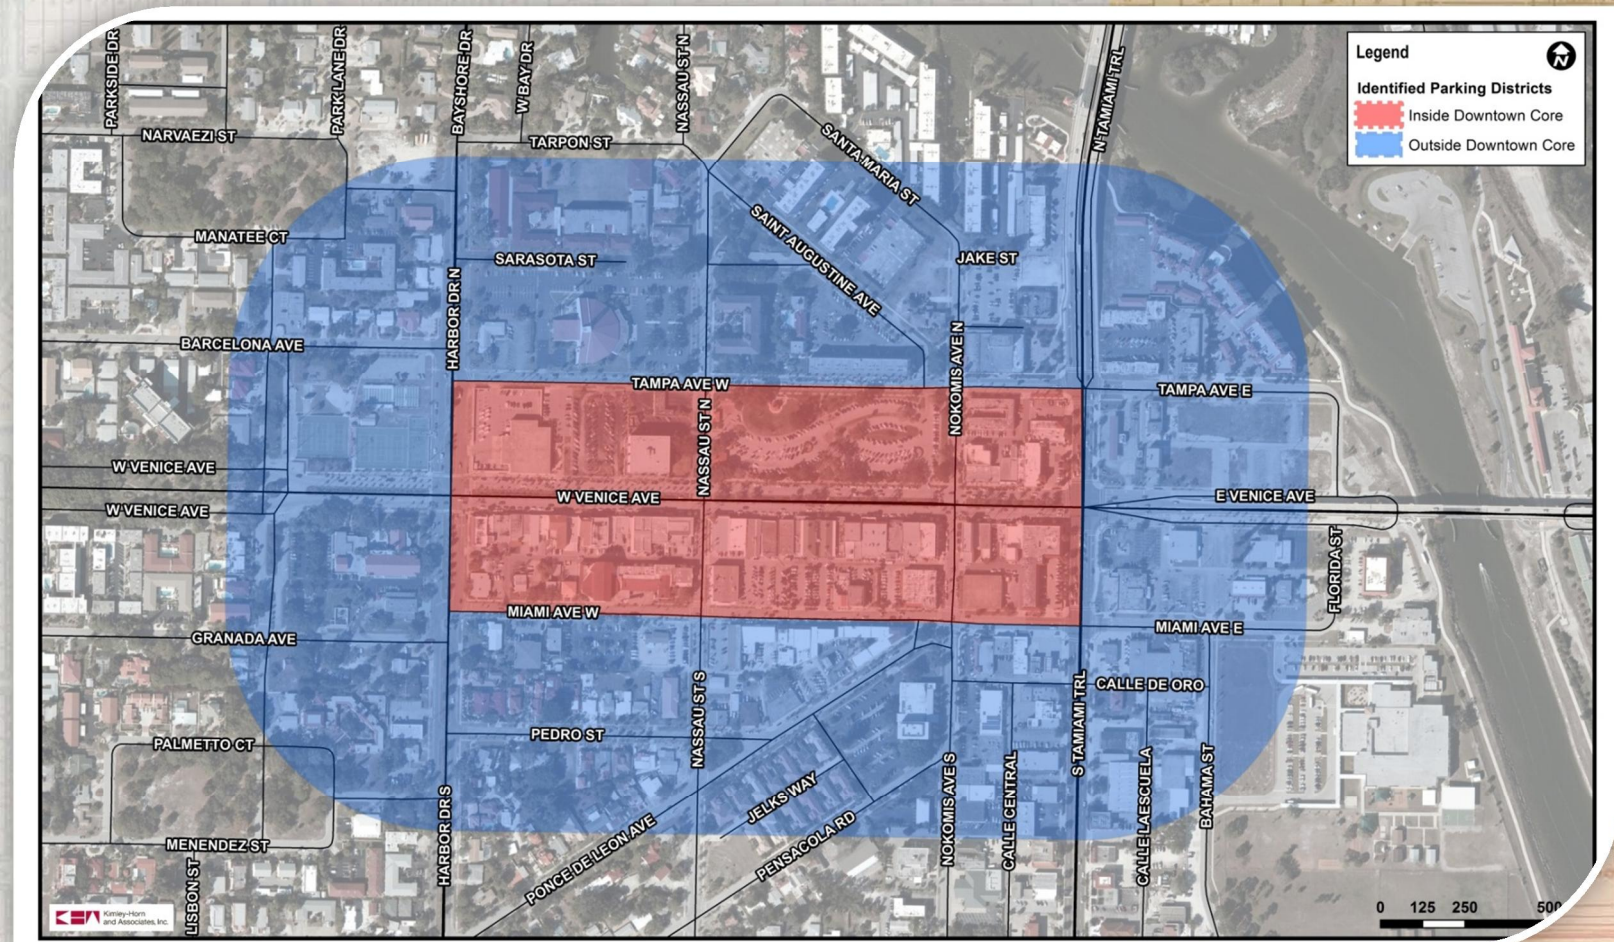 PARKSIDE DR
PARK LANE DR
BAYSHORE DR
W BAY DR
NASSAU ST N
N TAMIAMI TRL
Legend
N
Identified Parking Districts
Inside Downtown Core
Outside Downtown Core
NARVAEZI ST
TARPON ST
SANTA MARIA ST
MANATEE CT
SAINT AUGUSTINE AVE
SARASOTA ST
JAKE ST
HARBOR DR N
BARCELONA AVE
NOKOMIS AVE N
TAMPA AVE W
TAMPA AVE E
NASSAU ST N
W VENICE AVE
W VENICE AVE
E VENICE AVE
W VENICE AVE
FLORIDA ST
MIAMI AVE W
MIAMI AVE E
GRANADA AVE
NASSAU ST S
S TAMIAMI TRL
CALLE DE ORO
PEDRO ST
PALMETTO CT
JELKS WAY
NOKOMIS AVE S
CALLE CENTRAL
CALLE LAESCUELA
BAHAMA ST
HARBOR DR S
MENENDEZ ST
PONCE DE LEON AVE
PENSACOLA RD
LISBON ST
Kimley-Horn
and Associates, Inc.
0 125 250 500